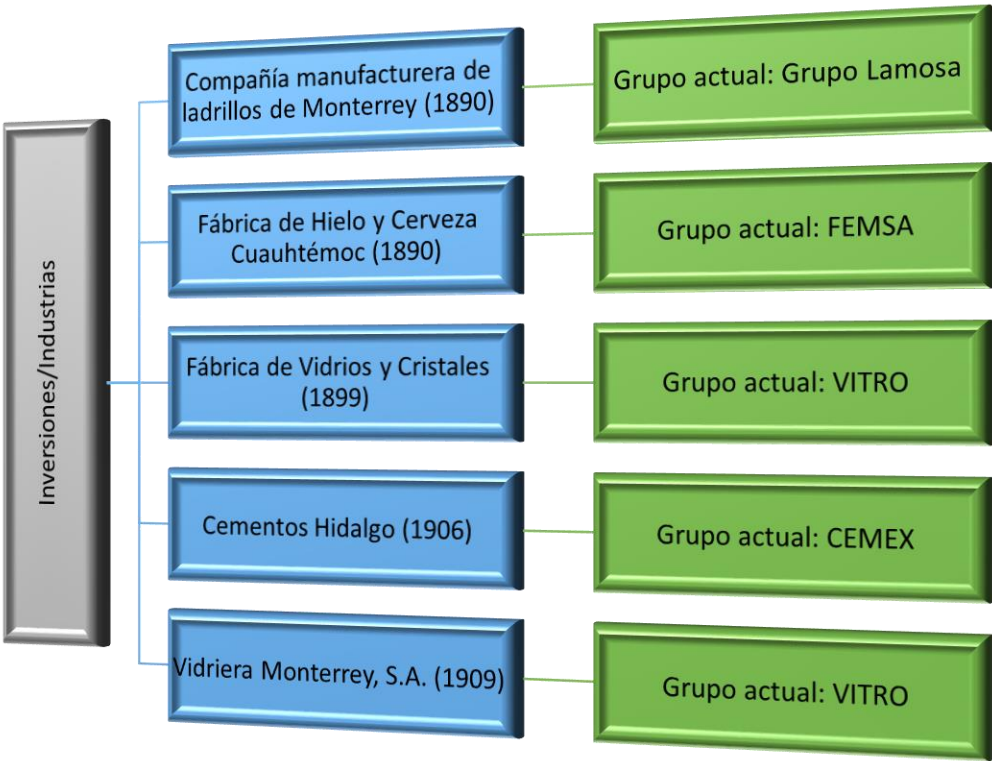 Inversiones/Industrias
Compañía manufacturera de
ladrillos de Monterrey (1890)
Grupo actual: Grupo Lamosa
Fábrica de Hielo y Cerveza
Cuauhtémoc (1890)
Grupo actual: FEMSA
Fábrica de Vidrios y Cristales
(1899)
Grupo actual: VITRO
Cementos Hidalgo (1906)
Grupo actual: CEMEX
Vidriera Monterrey, S.A. (1909)
Grupo actual: VITRO